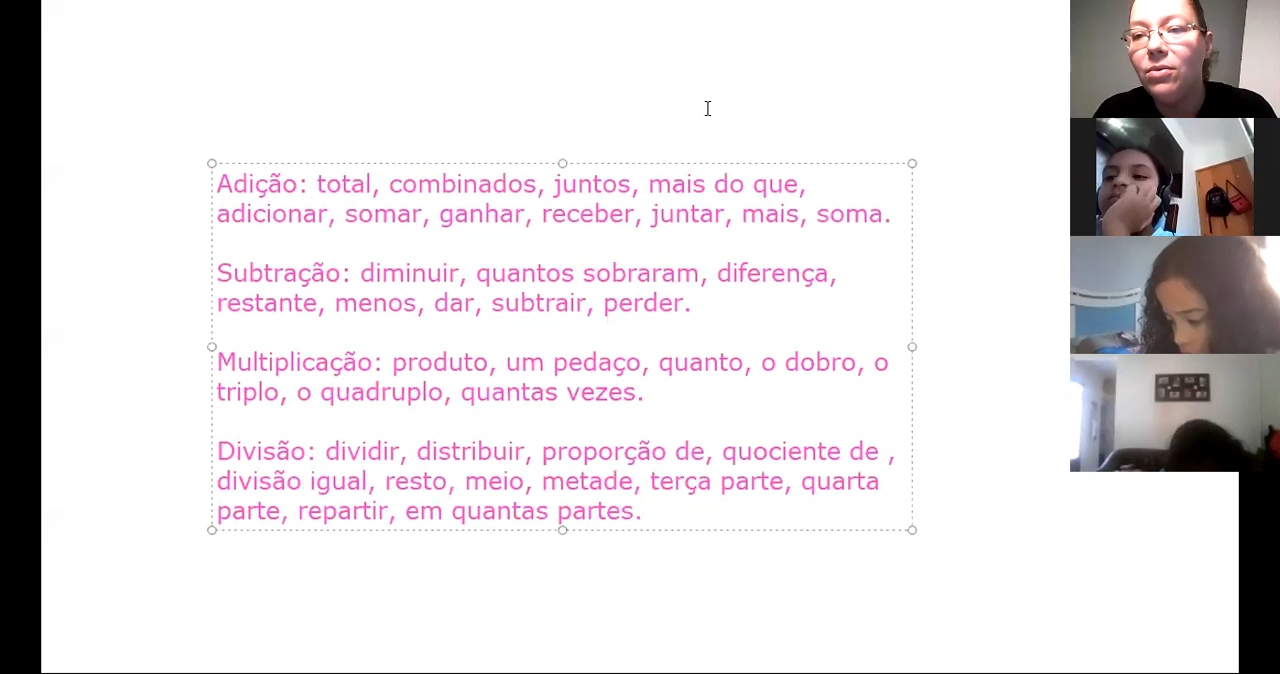 Adição: total, combinados, juntos, mais do que,
adicionar, somar, ganhar, receber, juntar, mais, soma.
Subtração: diminuir, quantos sobraram, diferença,
restante, menos, dar, subtrair, perder.
Multiplicação: produto, um pedaço, quanto, o dobro, o
triplo, o quadruplo, quantas vezes.
Divisão: dividir, distribuir, proporção de, quociente de ,
divisão igual, resto, meio, metade, terça parte, quarta
parte, repartir, em quantas partes.